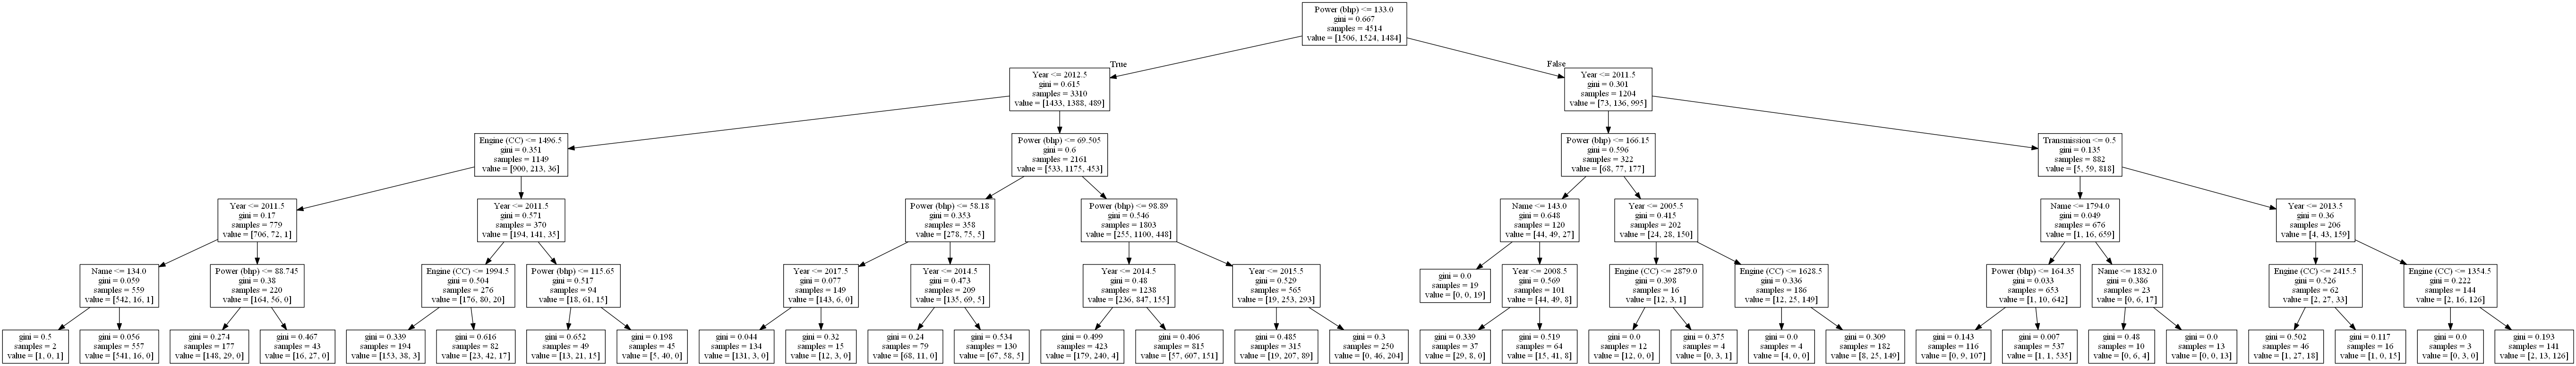 Power (bhp) <= 133.0
gini = 0.667
samples = 4514
value = [1506, 1524, 1484]
True
False
Year <= 2012.5
gini = 0.615
samples = 3310
value = [1433, 1388, 489]
Year <= 2011.5
gini = 0.301
samples = 1204
value = [73, 136, 995]
Engine (CC) <= 1496.5
gini = 0.351
samples = 1149
value = [900, 213, 36]
Power (bhp) <= 69.505
gini = 0.6
samples = 2161
value = [533, 1175, 453]
Power (bhp) <= 166.15
gini = 0.596
samples = 322
value = [68, 77, 177]
Transmission <= 0.5
gini = 0.135
samples = 882
value = [5, 59, 818]
Year <= 2011.5
gini = 0.17
samples = 779
value = [706, 72, 1]
Year <= 2011.5
gini = 0.571
samples = 370
value = [194, 141, 35]
Power (bhp) <= 58.18
gini = 0.353
samples = 358
value = [278, 75, 5]
Power (bhp) <= 98.89
gini = 0.546
samples = 1803
value = [255, 1100, 448]
Name <= 143.0
gini = 0.648
samples = 120
value = [44, 49, 27]
Year <= 2005.5
gini = 0.415
samples = 202
value = [24, 28, 150]
Name <= 1794.0
gini = 0.049
samples = 676
value = [1, 16, 659]
Year <= 2013.5
gini = 0.36
samples = 206
value = [4, 43, 159]
Name <= 134.0
gini = 0.059
samples = 559
value = [542, 16, 1]
Power (bhp) <= 88.745
gini = 0.38
samples = 220
value = [164, 56, 0]
Engine (CC) <= 1994.5
gini = 0.504
samples = 276
value = [176, 80, 20]
Power (bhp) <= 115.65
gini = 0.517
samples = 94
value = [18, 61, 15]
Year <= 2017.5
gini = 0.077
samples = 149
value = [143, 6, 0]
Year <= 2014.5
gini = 0.473
samples = 209
value = [135, 69, 5]
Year <= 2014.5
gini = 0.48
samples = 1238
value = [236, 847, 155]
Year <= 2015.5
gini = 0.529
samples = 565
value = [19, 253, 293]
gini = 0.0
samples = 19
value = [0, 0, 19]
Year <= 2008.5
gini = 0.569
samples = 101
value = [44, 49, 8]
Engine (CC) <= 2879.0
gini = 0.398
samples = 16
value = [12, 3, 1]
Engine (CC) <= 1628.5
gini = 0.336
samples = 186
value = [12, 25, 149]
Power (bhp) <= 164.35
gini = 0.033
samples = 653
value = [1, 10, 642]
Name <= 1832.0
gini = 0.386
samples = 23
value = [0, 6, 17]
Engine (CC) <= 2415.5
gini = 0.526
samples = 62
value = [2, 27, 33]
Engine (CC) <= 1354.5
gini = 0.222
samples = 144
value = [2, 16, 126]
gini = 0.5
samples = 2
value = [1, 0, 1]
gini = 0.056
samples = 557
value = [541, 16, 0]
gini = 0.274
samples = 177
value = [148, 29, 0]
gini = 0.467
samples = 43
value = [16, 27, 0]
gini = 0.339
samples = 194
value = [153, 38, 3]
gini = 0.616
samples = 82
value = [23, 42, 17]
gini = 0.652
samples = 49
value = [13, 21, 15]
gini = 0.198
samples = 45
value = [5, 40, 0]
gini = 0.044
samples = 134
value = [131, 3, 0]
gini = 0.32
samples = 15
value = [12, 3, 0]
gini = 0.24
samples = 79
value = [68, 11, 0]
gini = 0.534
samples = 130
value = [67, 58, 5]
gini = 0.499
samples = 423
value = [179, 240, 4]
gini = 0.406
samples = 815
value = [57, 607, 151]
gini = 0.485
samples = 315
value = [19, 207, 89]
gini = 0.3
samples = 250
value = [0, 46, 204]
gini = 0.339
samples = 37
value = [29, 8, 0]
gini = 0.519
samples = 64
value = [15, 41, 8]
gini = 0.0
samples = 12
value = [12, 0, 0]
gini = 0.375
samples = 4
value = [0, 3, 1]
gini = 0.0
samples = 4
value = [4, 0, 0]
gini = 0.309
samples = 182
value = [8, 25, 149]
gini = 0.143
samples = 116
value = [0, 9, 107]
gini = 0.007
samples = 537
value = [1, 1, 535]
gini = 0.48
samples = 10
value = [0, 6, 4]
gini = 0.0
samples = 13
value = [0, 0, 13]
gini = 0.502
samples = 46
value = [1, 27, 18]
gini = 0.117
samples = 16
value = [1, 0, 15]
gini = 0.0
samples = 3
value = [0, 3, 0]
gini = 0.193
samples = 141
value = [2, 13, 126]